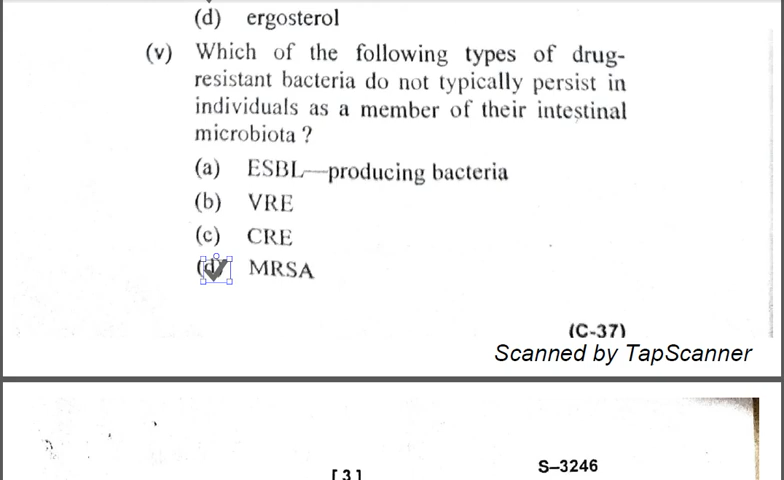 (d) ergosterol
(v) Which of the following types of drug-
resistant bacteria do not typically persist in
individuals as a member of their intestinal
microbiota ?
(a) ESBL—producing bacteria
(b) VRE
(c) CRE
(d) MRSA
(C-37)
Scanned by TapScanner
S–3246
[ 3 ]